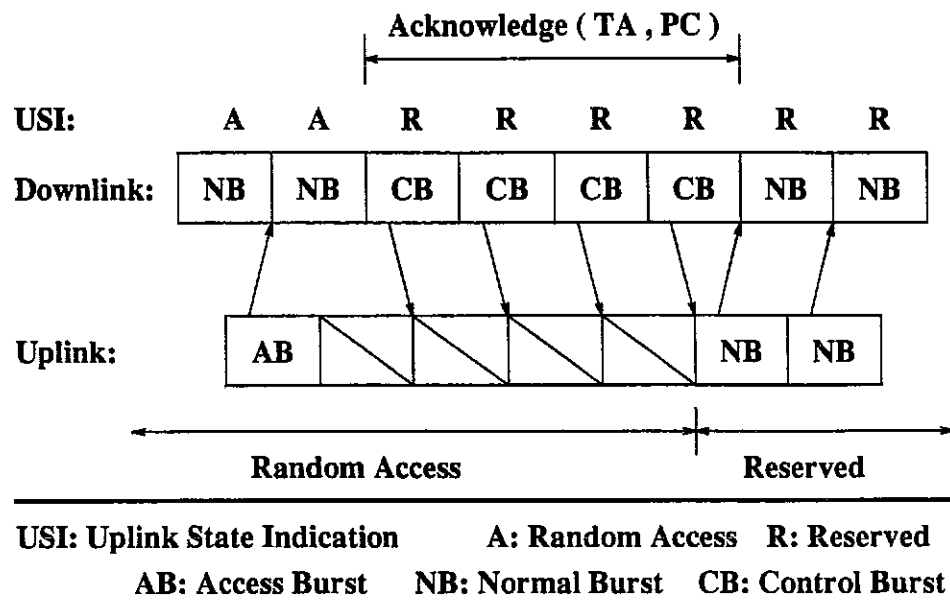 Acknowledge ( TA , PC )
USI: A A R R R R R R
Downlink: NB NB CB CB CB CB NB NB
Uplink: AB NB NB
Random Access Reserved
USI: Uplink State Indication A: Random Access R: Reserved
AB: Access Burst NB: Normal Burst CB: Control Burst